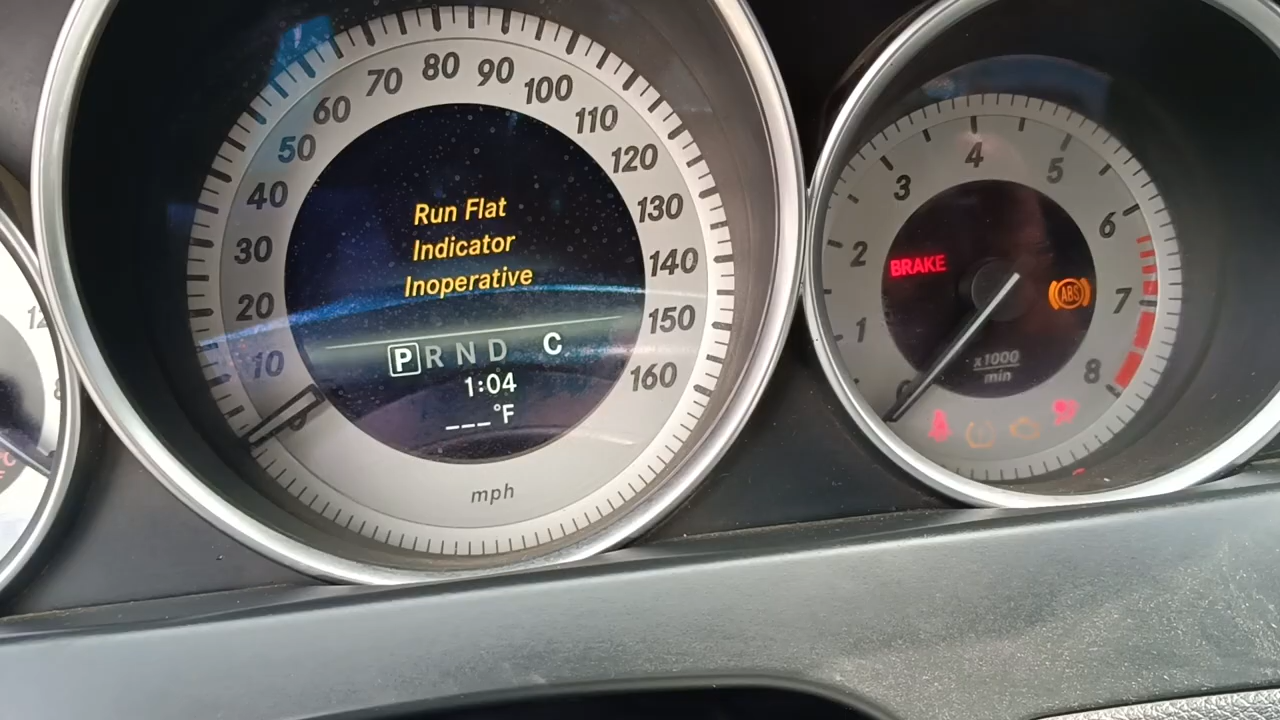 10
20
30
40
50
60
70
80
90
100
110
120
130
140
150
160
Run Flat
Indicator
Inoperative
P R N D C
1:04
___°F
mph
1
2
3
4
5
6
7
8
BRAKE
ABS
x1000
min